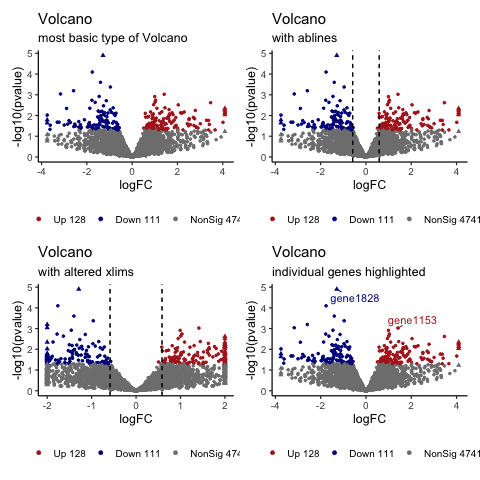 Volcano
most basic type of Volcano
5
4
3
2
1
0
-log10(pvalue)
-4 -2 0 2 4
logFC
Up 128 Down 111 NonSig 474
Volcano
with ablines
5
4
3
2
1
0
-log10(pvalue)
-4 -2 0 2 4
logFC
Up 128 Down 111 NonSig 4741
Volcano
with altered xlims
5
4
3
2
1
0
-log10(pvalue)
-2 -1 0 1 2
logFC
Up 128 Down 111 NonSig 474
Volcano
individual genes highlighted
5
4
3
2
1
0
-log10(pvalue)
gene1828
gene1153
-4 -2 0 2 4
logFC
Up 128 Down 111 NonSig 4741